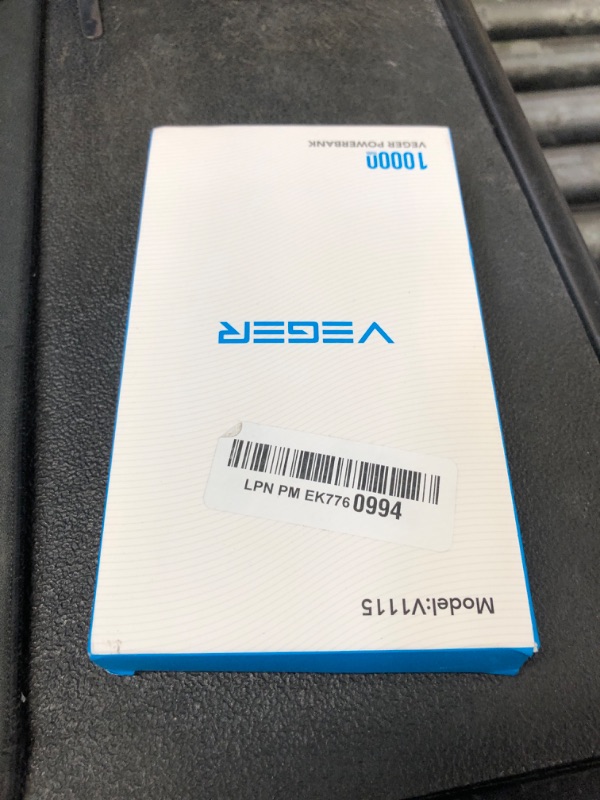 Model:V1115
VEGER
10000
VEGER POWERBANK
LPN PM EK776 0994